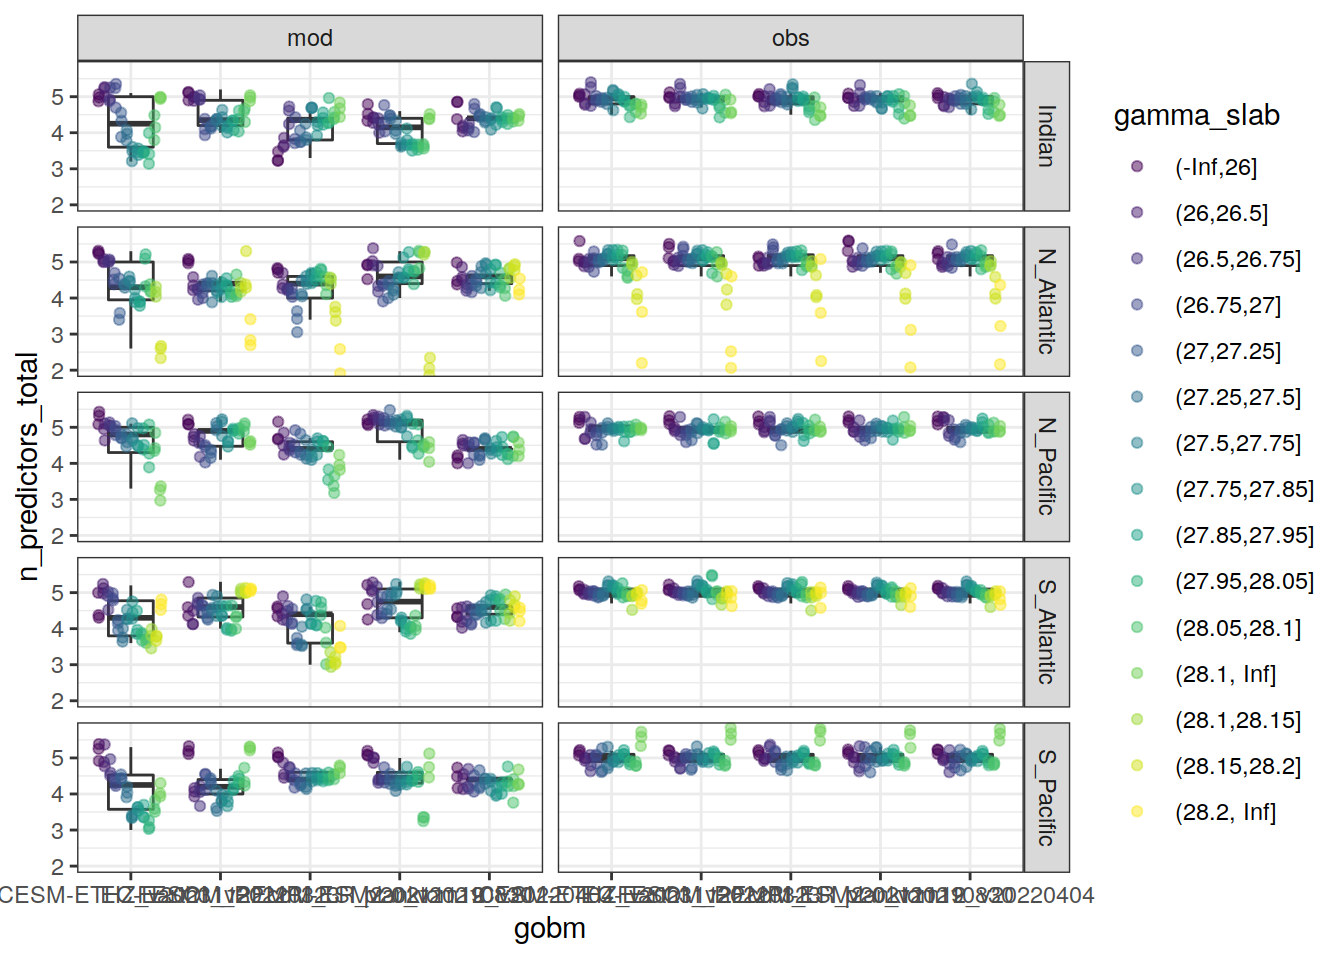 mod
obs
gamma_slab
(-Inf,26]
(26,26.5]
(26.5,26.75]
(26.75,27]
(27,27.25]
(27.25,27.5]
(27.5,27.75]
(27.75,27.85]
(27.85,27.95]
(27.95,28.05]
(28.05,28.1]
(28.1, Inf]
(28.1,28.15]
(28.15,28.2]
(28.2, Inf]
n_predictors_total
5
4
3
2
Indian
5
4
3
2
N_Atlantic
5
4
3
2
N_Pacific
5
4
3
2
S_Atlantic
5
4
3
2
S_Pacific
gobm